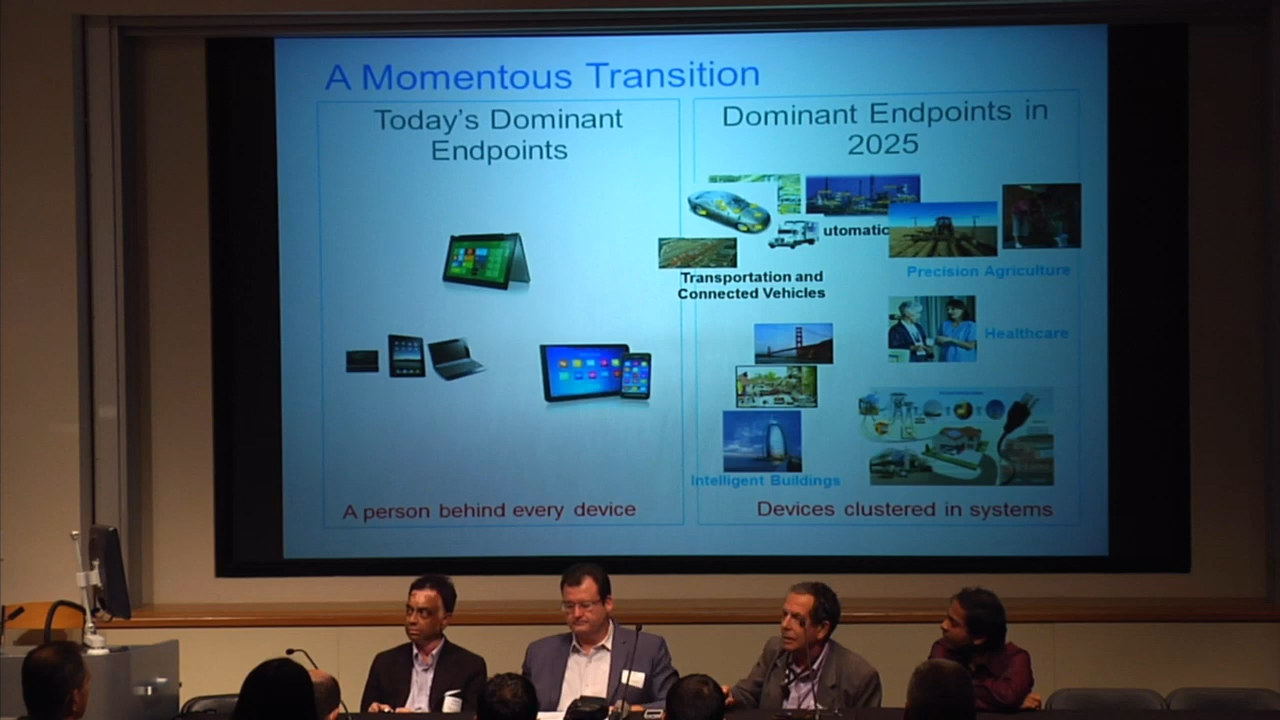 A Momentous Transition
Today's Dominant
Endpoints
A person behind every device
Dominant Endpoints in
2025
utomatic
Transportation and
Connected Vehicles
Precision Agriculture
Healthcare
Intelligent Buildings
Devices clustered in systems